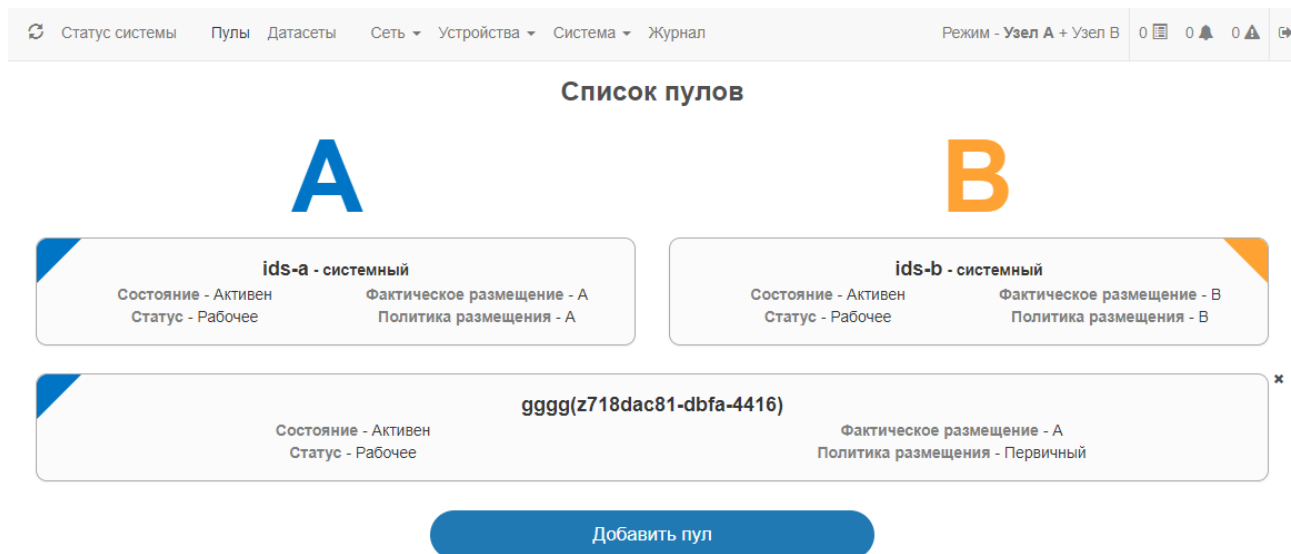 Статус системы Пулы Датасеты Сеть Устройства Система Журнал Режим - Узел A + Узел B 0 0 0
Список пулов
A B
ids-a - системный ids-b - системный
Состояние - Активен Фактическое размещение - A Состояние - Активен Фактическое размещение - B
Статус - Рабочее Политика размещения - A Статус - Рабочее Политика размещения - B
gggg(z718dac81-dbfa-4416)
Состояние - Активен Фактическое размещение - A
Статус - Рабочее Политика размещения - Первичный
Добавить пул